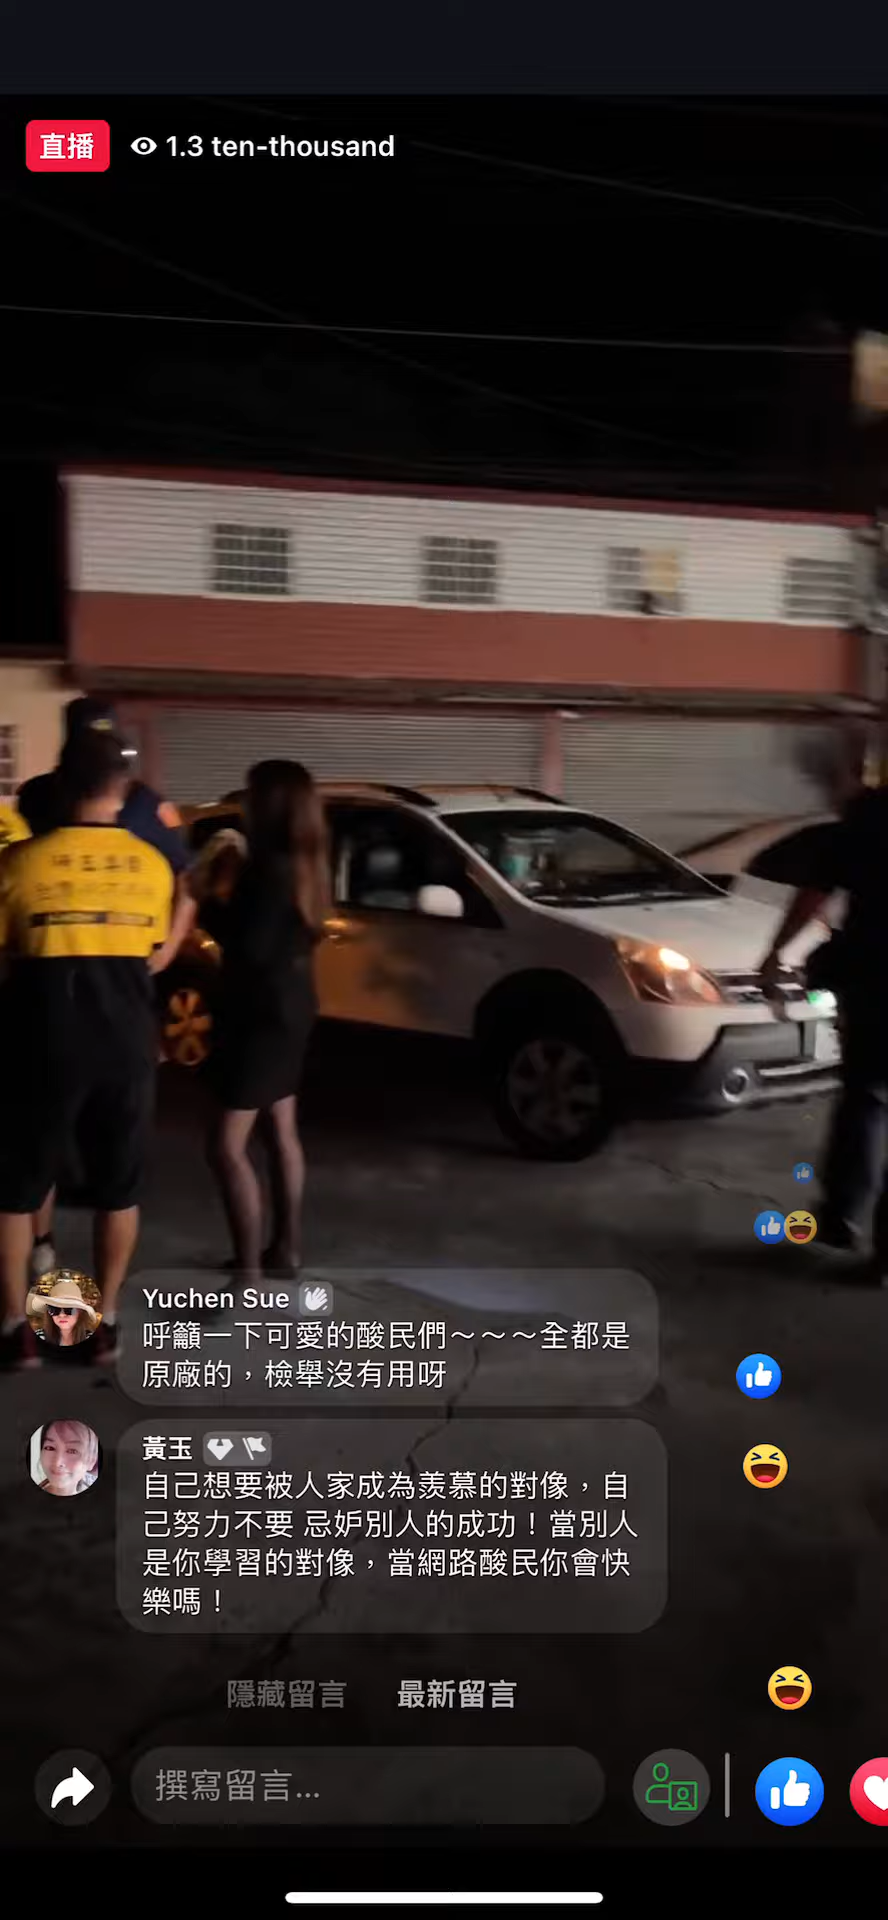 直播 1.3 ten-thousand
Yuchen Sue
呼籲一下可愛的酸民們～～～全都是
原廠的，檢舉沒有用呀
黃玉
自己想要被人家成為羨慕的對像，自
己努力不要 忌妒別人的成功！當別人
是你學習的對像，當網路酸民你會快
樂嗎！
隱藏留言 最新留言
撰寫留言...